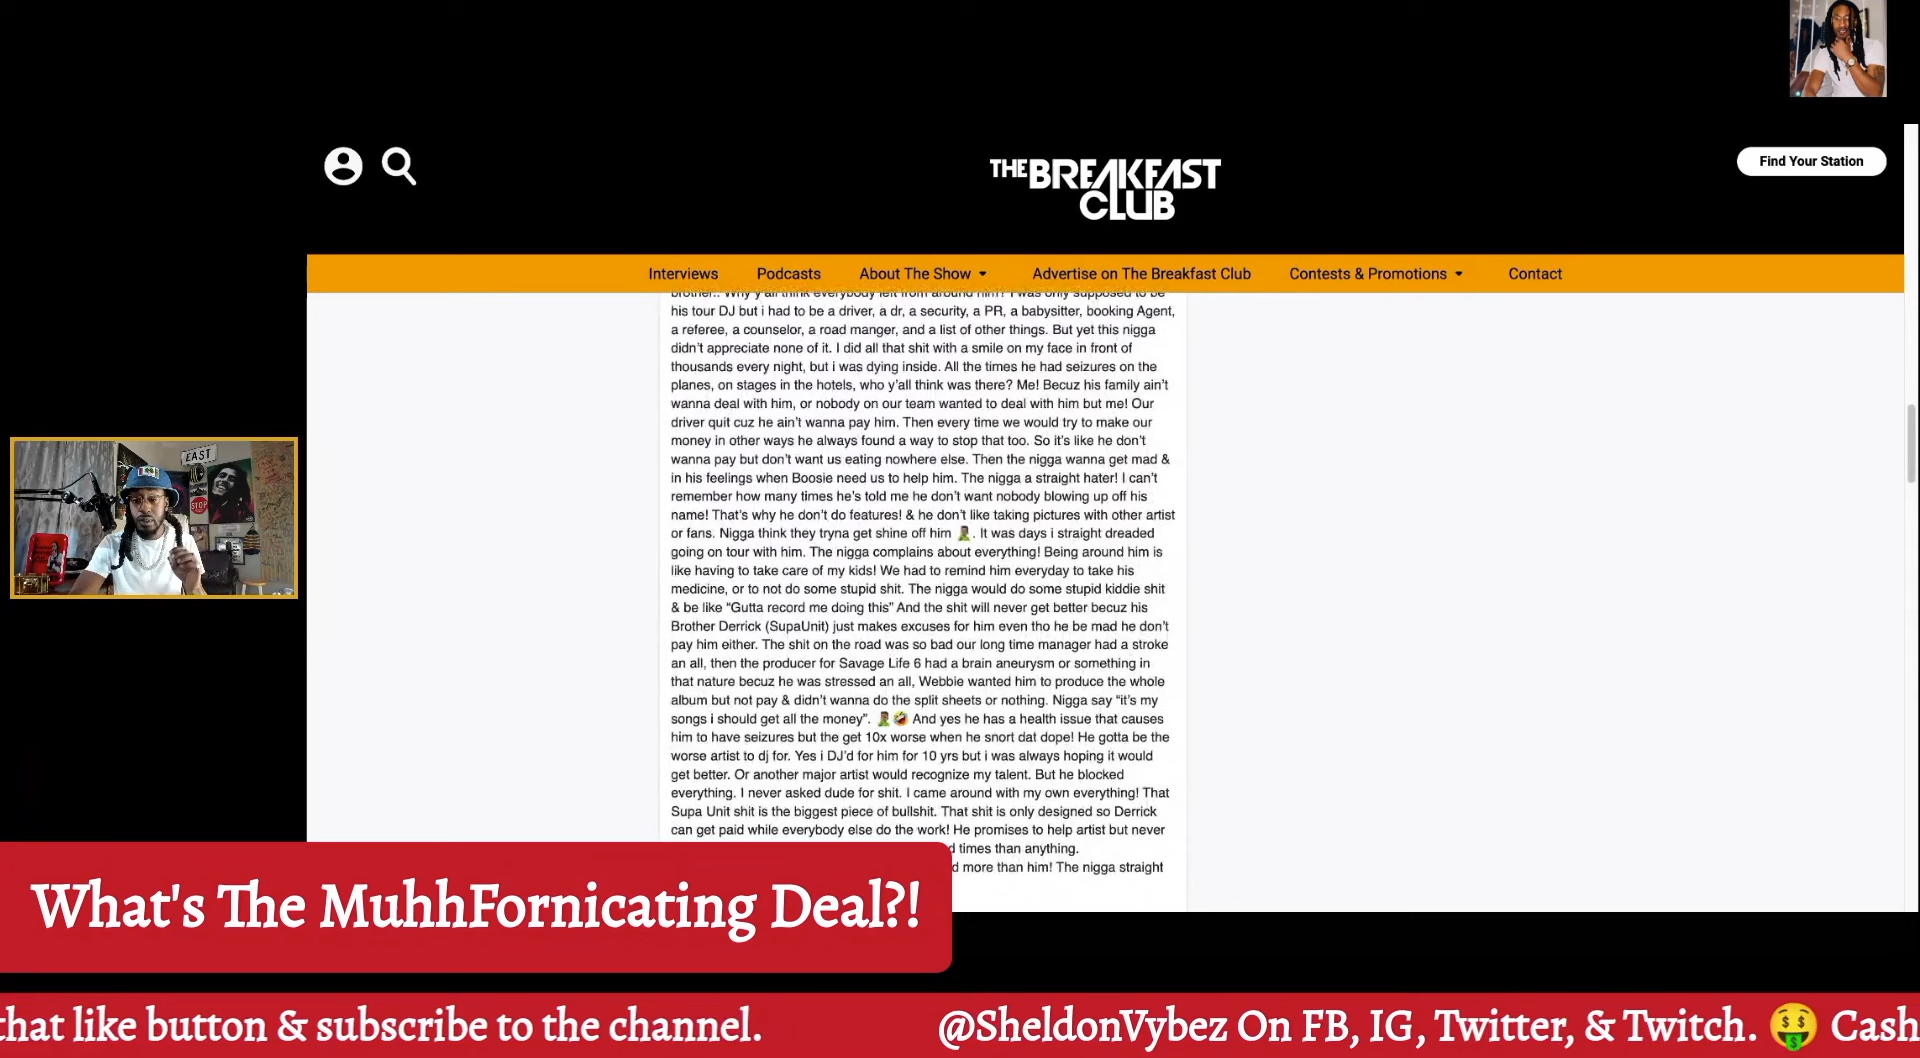 THE BREAKFAST
CLUB
Find Your Station
Interviews Podcasts About The Show Advertise on The Breakfast Club Contests & Promotions Contact
brother.. Why y'all think everybody left from around him? I was only supposed to be
his tour DJ but i had to be a driver, a dr, a security, a PR, a babysitter, booking Agent,
a referee, a counselor, a road manger, and a list of other things. But yet this nigga
didn't appreciate none of it. I did all that shit with a smile on my face in front of
thousands every night, but i was dying inside. All the times he had seizures on the
planes, on stages in the hotels, who y'all think was there? Me! Becuz his family ain't
wanna deal with him, or nobody on our team wanted to deal with him but me! Our
driver quit cuz he ain't wanna pay him. Then every time we would try to make our
money in other ways he always found a way to stop that too. So it's like he don't
wanna pay but don't want us eating nowhere else. Then the nigga wanna get mad &
in his feelings when Boosie need us to help him. The nigga a straight hater! I can't
remember how many times he's told me he don't want nobody blowing up off his
name! That's why he don't do features! & he don't like taking pictures with other artist
or fans. Nigga think they tryna get shine off him 🤦🏾‍♂️. It was days i straight dreaded
going on tour with him. The nigga complains about everything! Being around him is
like having to take care of my kids! We had to remind him everyday to take his
medicine, or to not do some stupid shit. The nigga would do some stupid kiddie shit
& be like “Gutta record me doing this” And the shit will never get better becuz his
Brother Derrick (SupaUnit) just makes excuses for him even tho he be mad he don't
pay him either. The shit on the road was so bad our long time manager had a stroke
an all, then the producer for Savage Life 6 had a brain aneurysm or something in
that nature becuz he was stressed an all, Webbie wanted him to produce the whole
album but not pay & didn't wanna do the split sheets or nothing. Nigga say “it's my
songs i should get all the money”. 🤦🏾‍♂️🤣 And yes he has a health issue that causes
him to have seizures but the get 10x worse when he snort dat dope! He gotta be the
worse artist to dj for. Yes i DJ'd for him for 10 yrs but i was always hoping it would
get better. Or another major artist would recognize my talent. But he blocked
everything. I never asked dude for shit. I came around with my own everything! That
Supa Unit shit is the biggest piece of bullshit. That shit is only designed so Derrick
can get paid while everybody else do the work! He promises to help artist but never
d times than anything.
d more than him! The nigga straight
EAST
STOP
What's The MuhhFornicating Deal?!
that like button & subscribe to the channel. @SheldonVybez On FB, IG, Twitter, & Twitch. 🤑 Cash